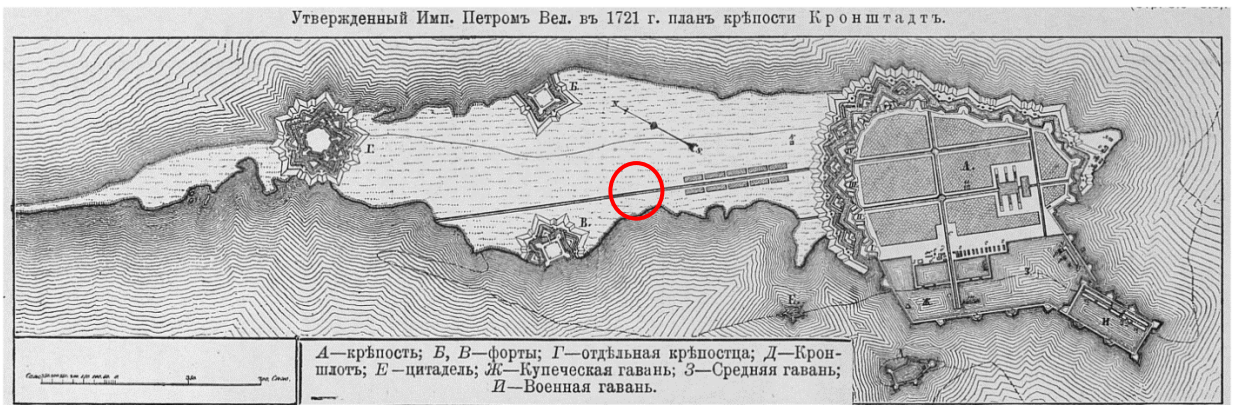 Утвержденный Имп. Петромъ Вел. въ 1721 г. планъ крѣпости Кронштадтъ.
Б.
Г.
А.
В.
З.
Е.
Ж
И
А—крѣпость; Б, В—форты; Г—отдѣльная крѣпостца; Д—Крон-
шлотъ; Е—цитадель; Ж—Купеческая гавань; З—Средняя гавань;
И—Военная гавань.